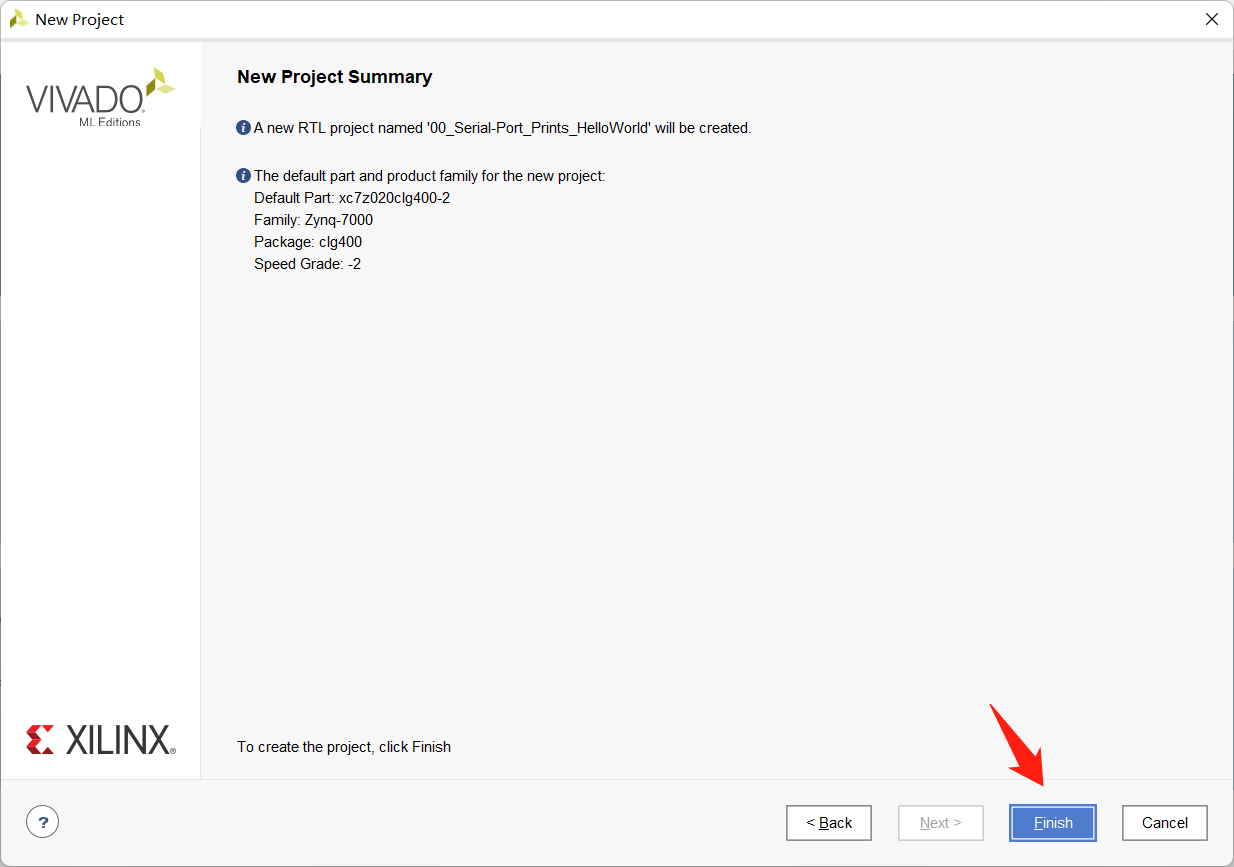 New Project
VIVADO
ML Editions
New Project Summary
A new RTL project named '00_Serial-Port_Prints_HelloWorld' will be created.
The default part and product family for the new project:
Default Part: xc7z020clg400-2
Family: Zynq-7000
Package: clg400
Speed Grade: -2
XILINX®
To create the project, click Finish
?
< Back
Next >
Finish
Cancel